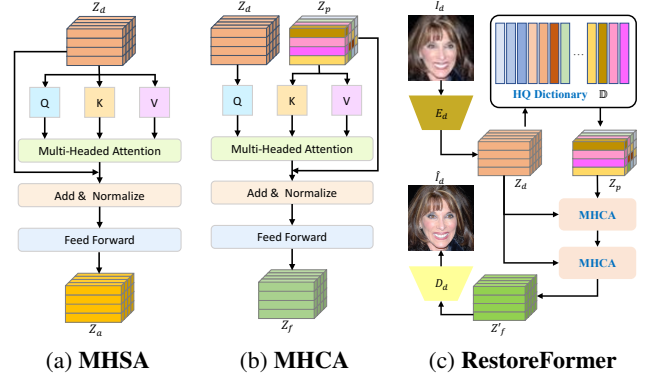 Z_d
Q K V
Multi-Headed Attention
Add & Normalize
Feed Forward
Z_a
(a) MHSA
Z_d Z_p
Q K V
Multi-Headed Attention
Add & Normalize
Feed Forward
Z_f
(b) MHCA
I_d
E_d
...
HQ Dictionary 𝔻
Z_d Z_p
MHCA
MHCA
Î_d
D_d
Z'_f
(c) RestoreFormer